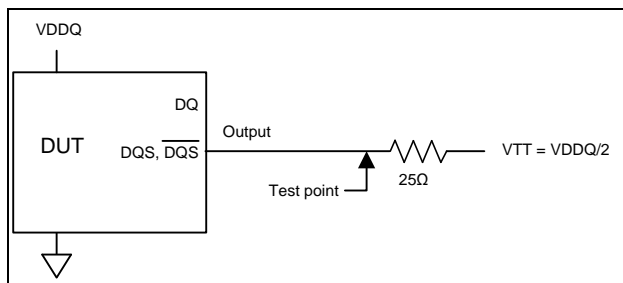 VDDQ
DQ
DUT
DQS, DQS
Output
VTT = VDDQ/2
Test point
25Ω